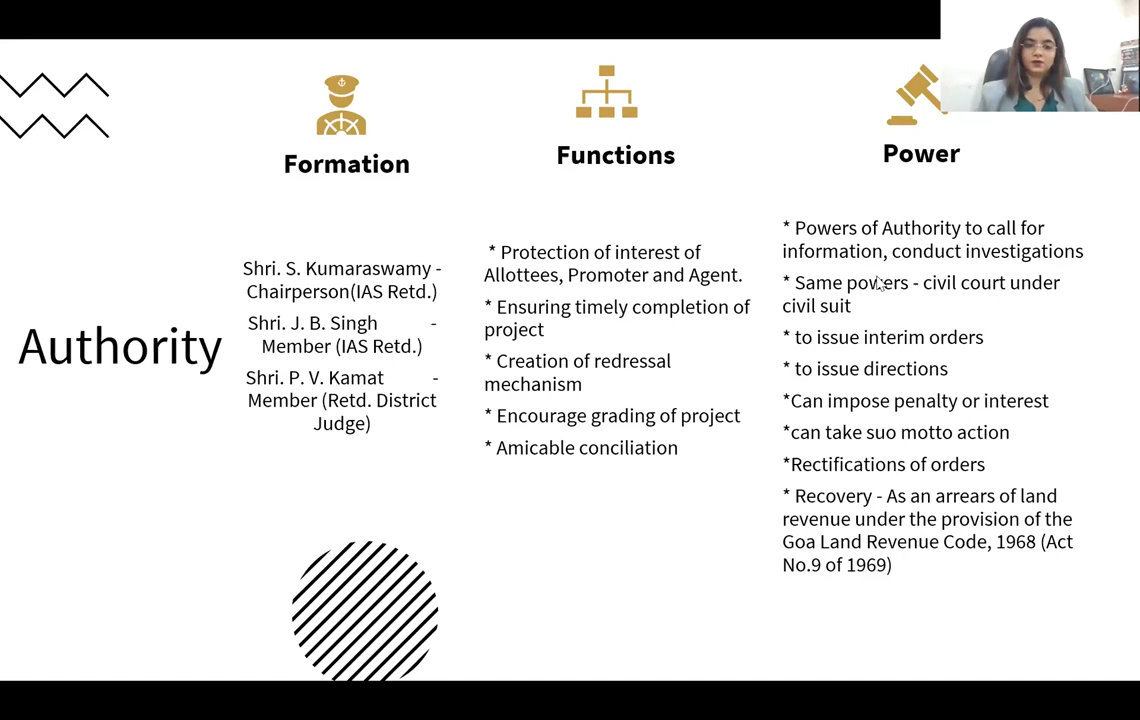 Authority
Formation
Shri. S. Kumaraswamy -
Chairperson(IAS Retd.)
Shri. J. B. Singh -
Member (IAS Retd.)
Shri. P. V. Kamat -
Member (Retd. District
Judge)
Functions
* Protection of interest of
Allottees, Promoter and Agent.
* Ensuring timely completion of
project
* Creation of redressal
mechanism
* Encourage grading of project
* Amicable conciliation
Power
* Powers of Authority to call for
information, conduct investigations
* Same powers - civil court under
civil suit
* to issue interim orders
* to issue directions
*Can impose penalty or interest
*can take suo motto action
*Rectifications of orders
* Recovery - As an arrears of land
revenue under the provision of the
Goa Land Revenue Code, 1968 (Act
No.9 of 1969)